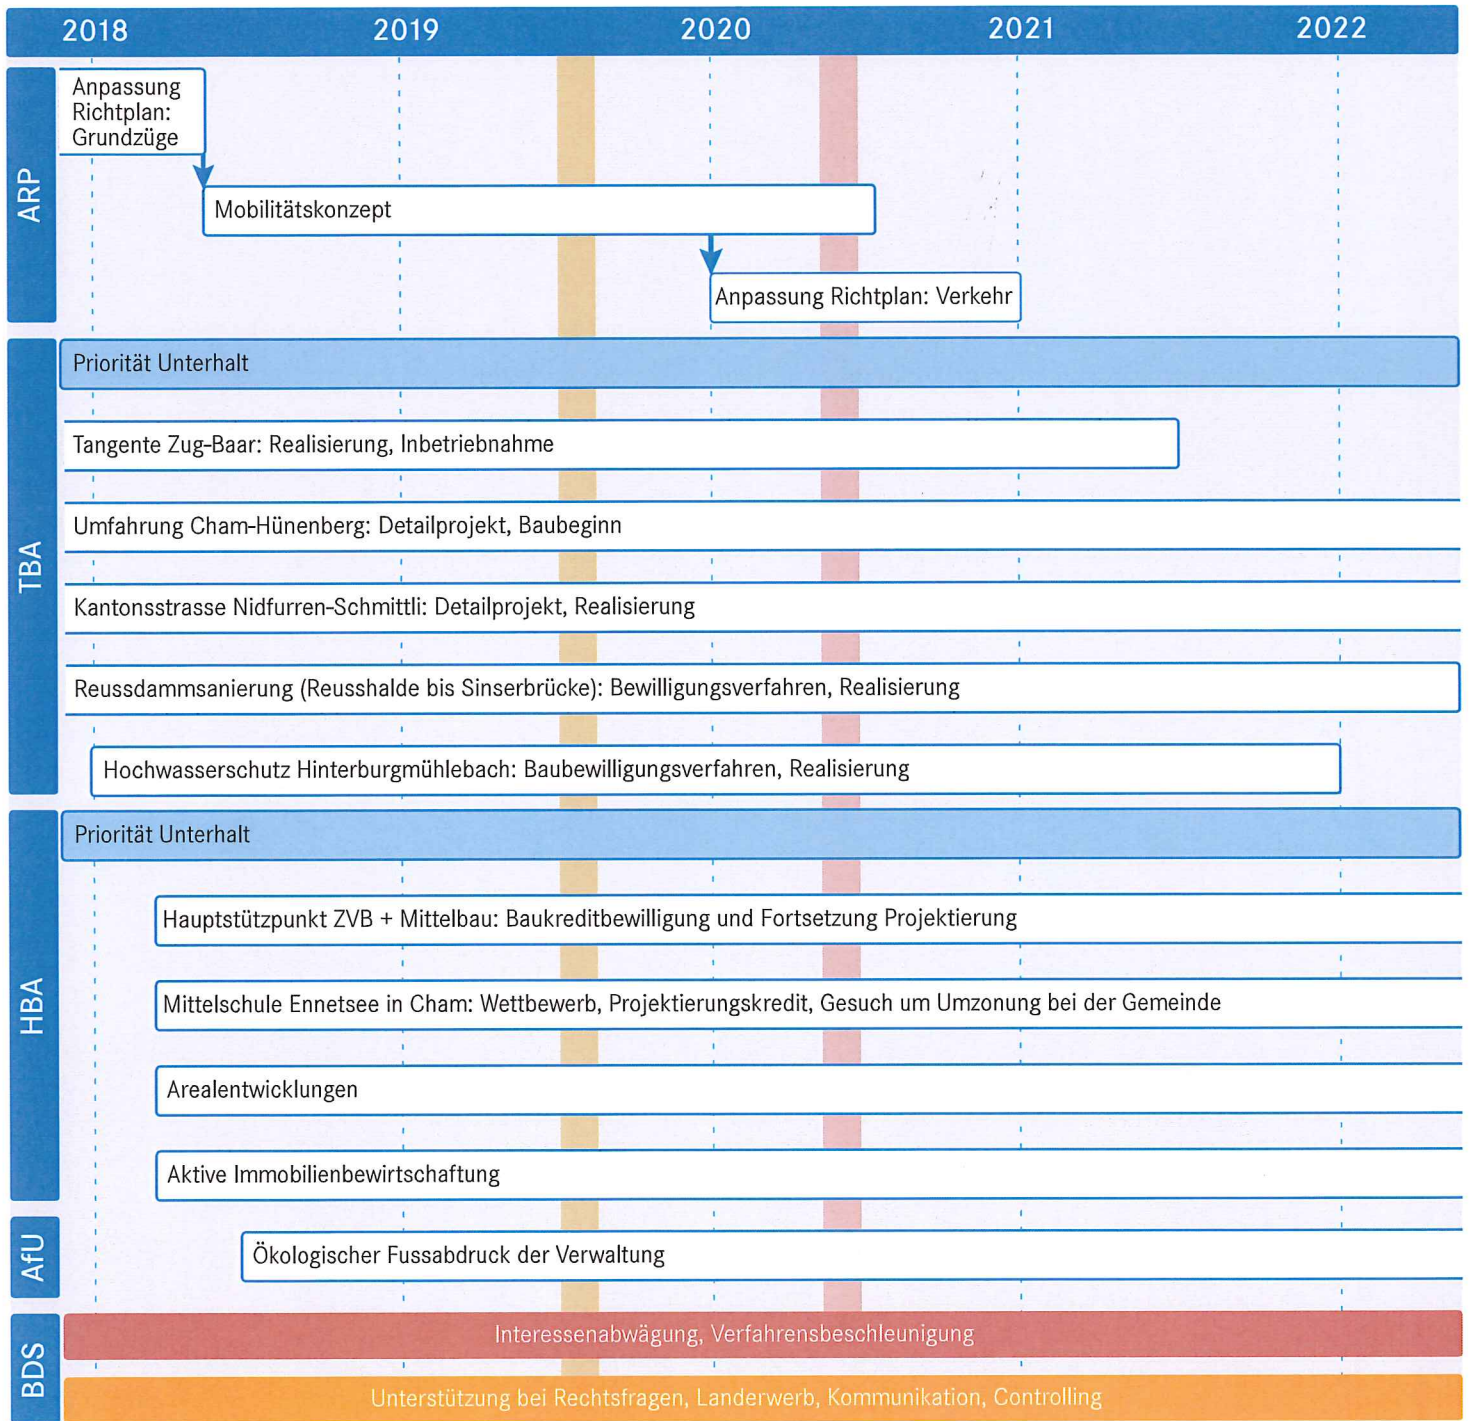 2018 2019 2020 2021 2022
ARP
Anpassung
Richtplan:
Grundzüge
Mobilitätskonzept
Anpassung Richtplan: Verkehr
TBA
Priorität Unterhalt
Tangente Zug-Baar: Realisierung, Inbetriebnahme
Umfahrung Cham-Hünenberg: Detailprojekt, Baubeginn
Kantonsstrasse Nidfurren-Schmittli: Detailprojekt, Realisierung
Reussdammsanierung (Reusshalde bis Sinserbrücke): Bewilligungsverfahren, Realisierung
Hochwasserschutz Hinterburgmühlebach: Baubewilligungsverfahren, Realisierung
HBA
Priorität Unterhalt
Hauptstützpunkt ZVB + Mittelbau: Baukreditbewilligung und Fortsetzung Projektierung
Mittelschule Ennetsee in Cham: Wettbewerb, Projektierungskredit, Gesuch um Umzonung bei der Gemeinde
Arealentwicklungen
Aktive Immobilienbewirtschaftung
AfU
Ökologischer Fussabdruck der Verwaltung
BDS
Interessenabwägung, Verfahrensbeschleunigung
Unterstützung bei Rechtsfragen, Landerwerb, Kommunikation, Controlling